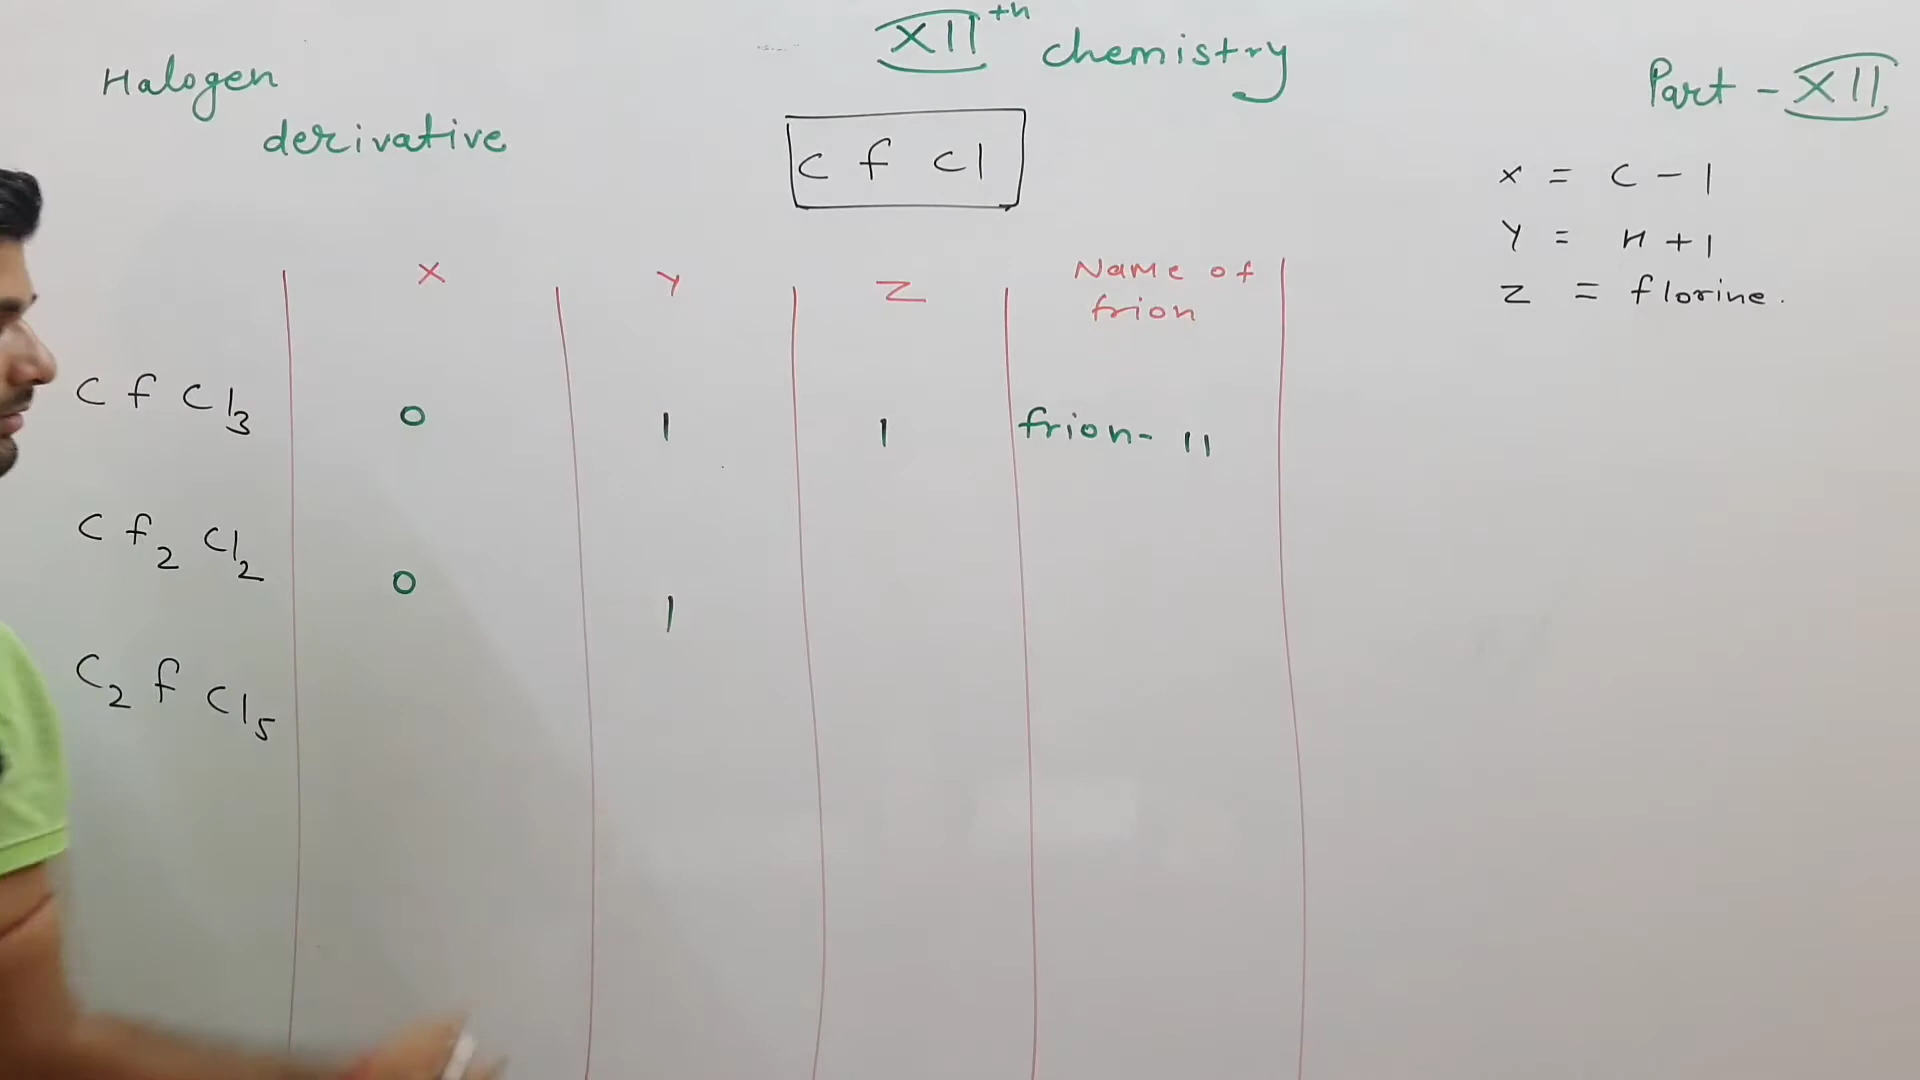 XII th chemistry
Halogen
derivative
Part - XII
C f Cl
x = C - 1
Y = H + 1
Z = florine.
X Y Z Name of
frion
C f Cl3 0 1 1 frion- 11
C f2 Cl2 0 1
C2 f Cl5